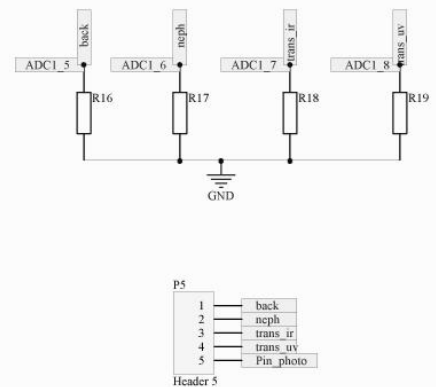 back neph trans_ir trans_uv
ADC1_5 ADC1_6 ADC1_7 ADC1_8
R16 R17 R18 R19
GND
P5
1 back
2 neph
3 trans_ir
4 trans_uv
5 Pin_photo
Header 5